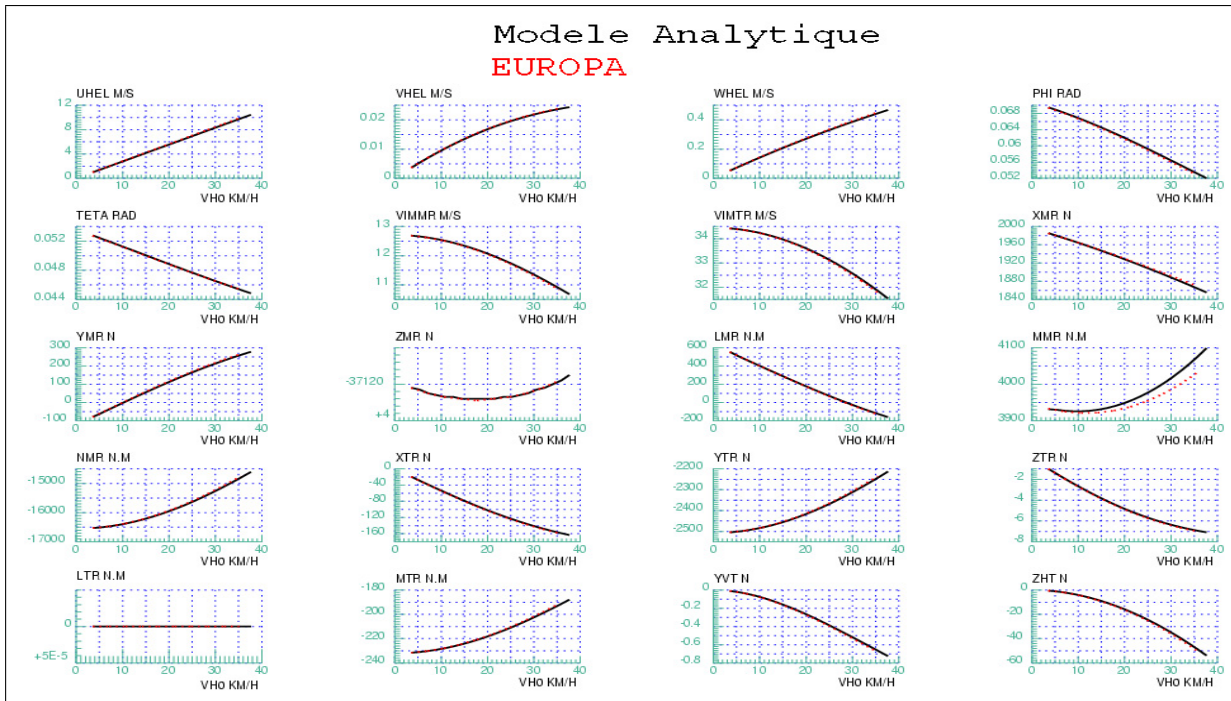 Modele Analytique
EUROPA
UHEL M/S
VHEL M/S
WHEL M/S
PHI RAD
12
10
8
6
4
2
0
0 10 20 30 40
VH0 KM/H
0.02
0.01
0
0 10 20 30 40
VH0 KM/H
0.4
0.2
0
0 10 20 30 40
VH0 KM/H
0.068
0.064
0.06
0.056
0.052
0 10 20 30 40
VH0 KM/H
TETA RAD
VIMMR M/S
VIMTR M/S
XMR N
0.052
0.048
0.044
0 10 20 30 40
VH0 KM/H
13
12
11
0 10 20 30 40
VH0 KM/H
34
33
32
0 10 20 30 40
VH0 KM/H
2000
1960
1920
1880
1840
0 10 20 30 40
VH0 KM/H
YMR N
ZMR N
LMR N.M
MMR N.M
300
200
100
0
-100
0 10 20 30 40
VH0 KM/H
-37120
+4
0 10 20 30 40
VH0 KM/H
600
400
200
0
-200
0 10 20 30 40
VH0 KM/H
4100
4000
3900
0 10 20 30 40
VH0 KM/H
NMR N.M
XTR N
YTR N
ZTR N
-15000
-16000
-17000
0 10 20 30 40
VH0 KM/H
0
-40
-80
-120
-160
0 10 20 30 40
VH0 KM/H
-2200
-2300
-2400
-2500
0 10 20 30 40
VH0 KM/H
-2
-4
-6
-8
0 10 20 30 40
VH0 KM/H
LTR N.M
MTR N.M
YVT N
ZHT N
0
+5E-5
0 10 20 30 40
VH0 KM/H
-180
-200
-220
-240
0 10 20 30 40
VH0 KM/H
0
-0.2
-0.4
-0.6
-0.8
0 10 20 30 40
VH0 KM/H
0
-20
-40
-60
0 10 20 30 40
VH0 KM/H